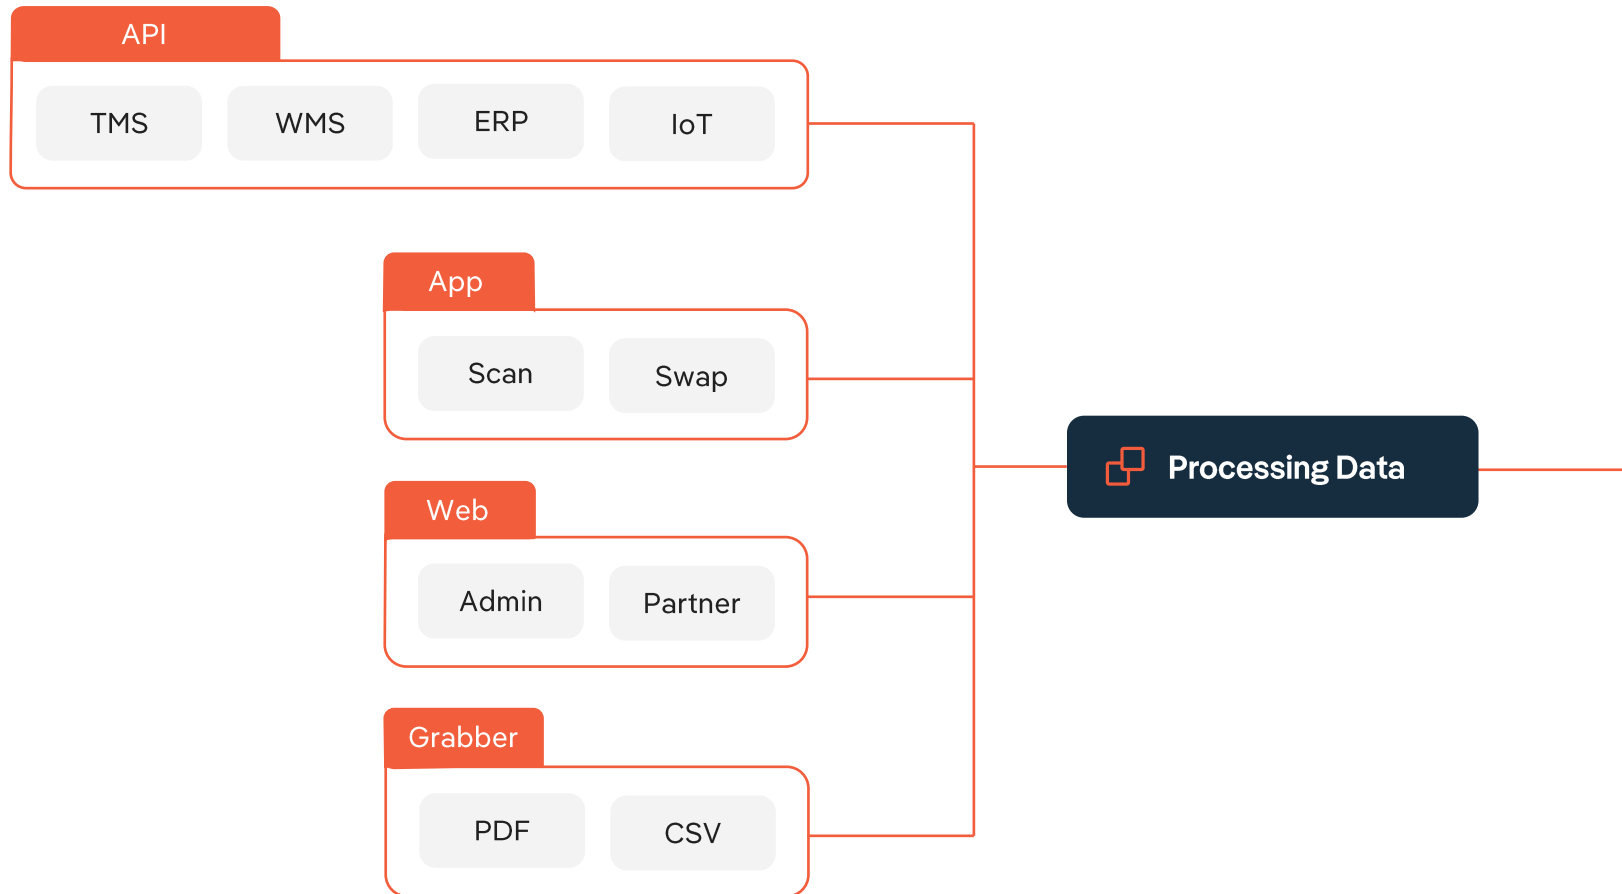 API
TMS
WMS
ERP
IoT
App
Scan
Swap
Processing Data
Web
Admin
Partner
Grabber
PDF
CSV